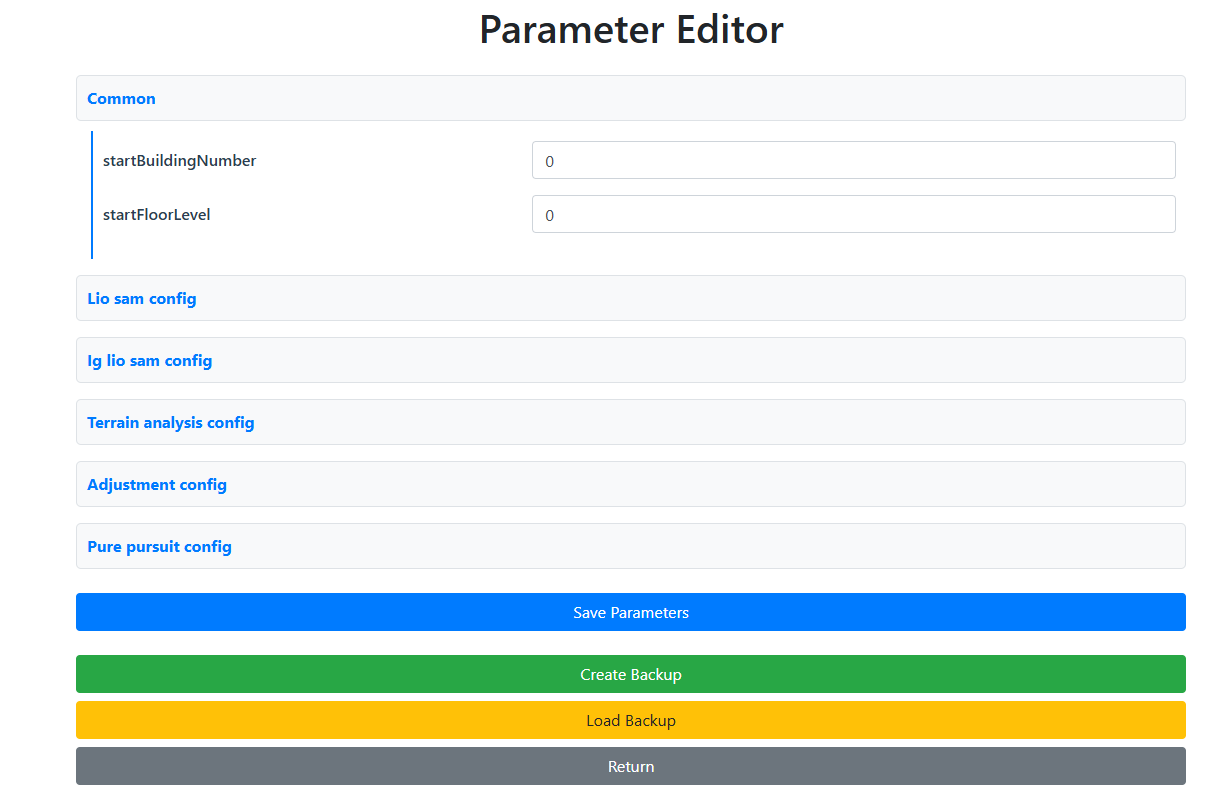 Parameter Editor
Common
startBuildingNumber
0
startFloorLevel
0
Lio sam config
Ig lio sam config
Terrain analysis config
Adjustment config
Pure pursuit config
Save Parameters
Create Backup
Load Backup
Return